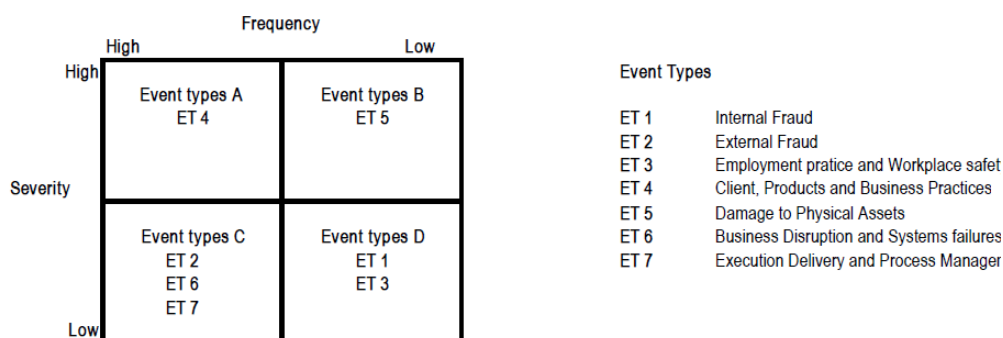 Frequency
High Low
High
Event types A Event types B
ET 4 ET 5
Severity
Event types C Event types D
ET 2 ET 1
ET 6 ET 3
ET 7
Low
Event Types
ET 1 Internal Fraud
ET 2 External Fraud
ET 3 Employment pratice and Workplace
ET 4 Client, Products and Business Practices
ET 5 Damage to Physical Assets
ET 6 Business Disruption and Systems failures
ET 7 Execution Delivery and Process